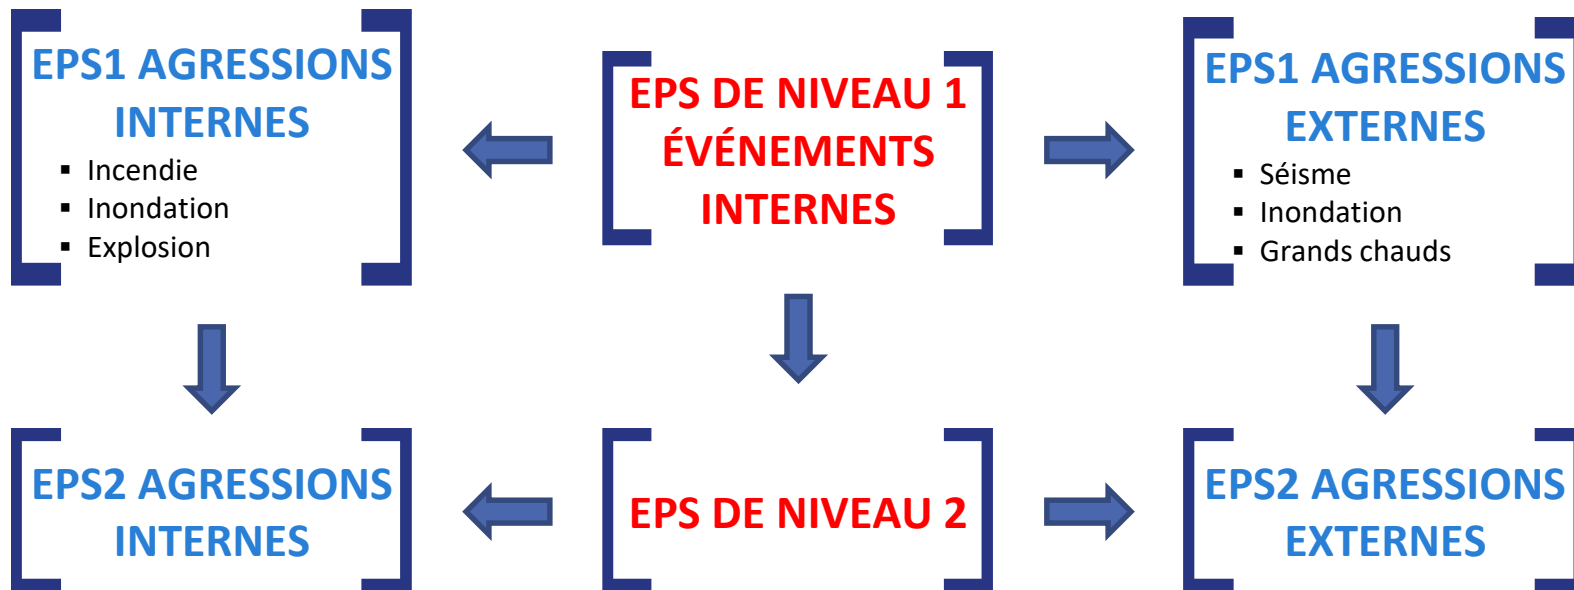 EPS1 AGRESSIONS
INTERNES
▪ Incendie
▪ Inondation
▪ Explosion
EPS DE NIVEAU 1
ÉVÉNEMENTS
INTERNES
EPS1 AGRESSIONS
EXTERNES
▪ Séisme
▪ Inondation
▪ Grands chauds
EPS2 AGRESSIONS
INTERNES
EPS DE NIVEAU 2
EPS2 AGRESSIONS
EXTERNES